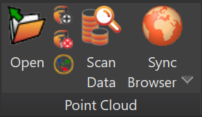 Open
Scan
Data
Sync
Browser
Point Cloud